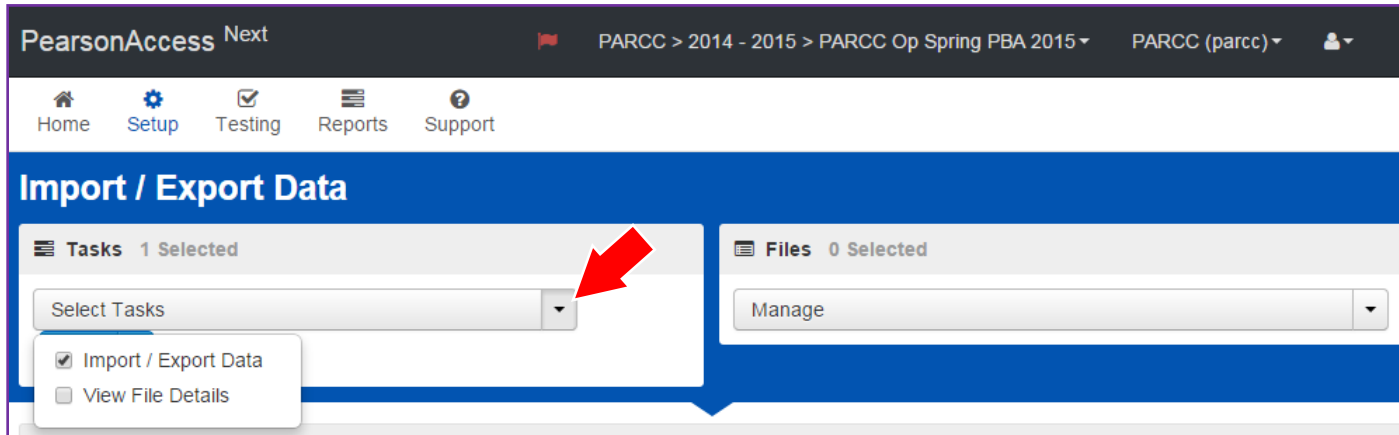 PearsonAccess Next
PARCC > 2014 - 2015 > PARCC Op Spring PBA 2015
PARCC (parcc)
Home
Setup
Testing
Reports
Support
Import / Export Data
Tasks 1 Selected
Select Tasks
Import / Export Data
View File Details
Files 0 Selected
Manage